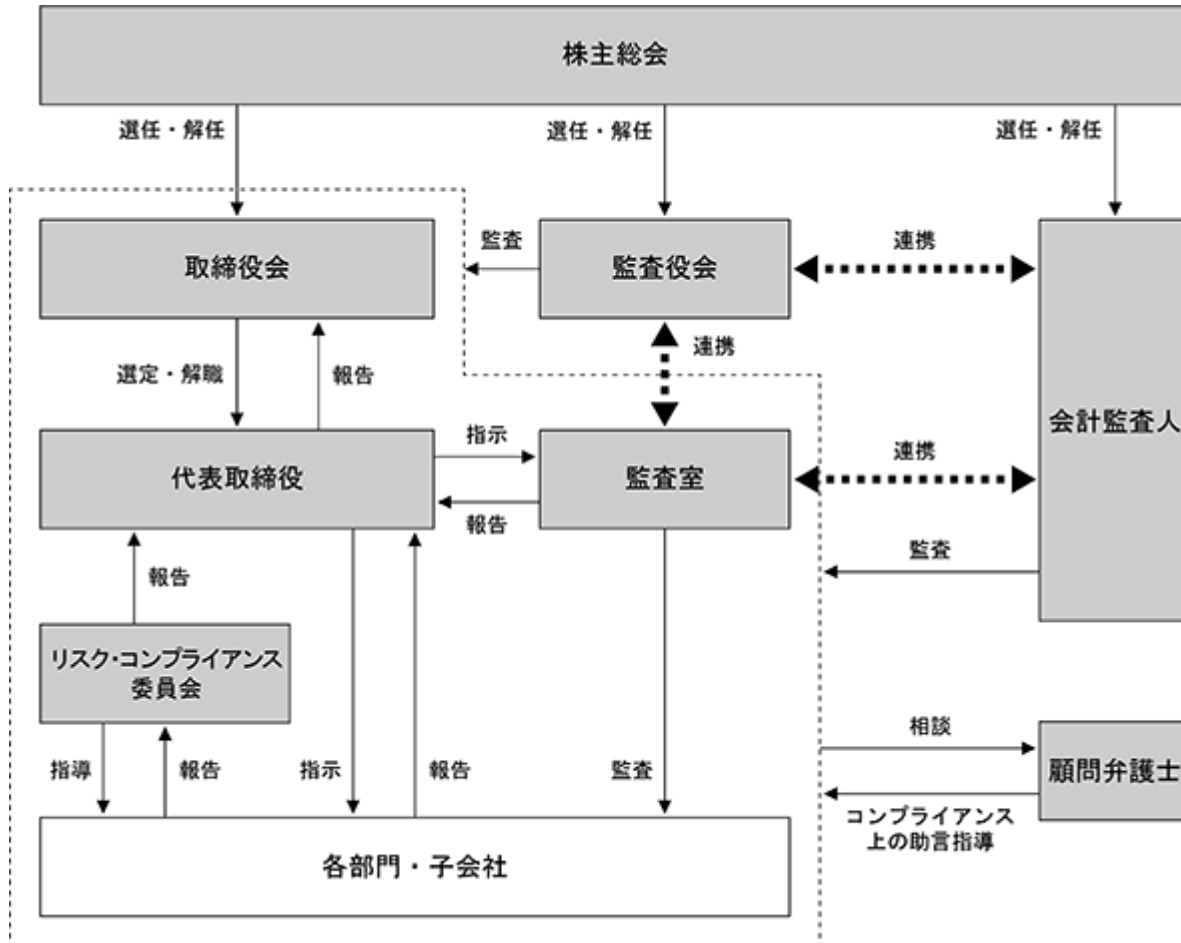 株主総会
選任・解任
選任・解任
選任・解任
取締役会
監査
監査役会
連携
会計監査人
選定・解職
報告
連携
代表取締役
指示
報告
監査室
連携
監査
報告
リスク・コンプライアンス
委員会
指導
報告
指示
報告
監査
相談
顧問弁護士
コンプライアンス
上の助言指導
各部門・子会社